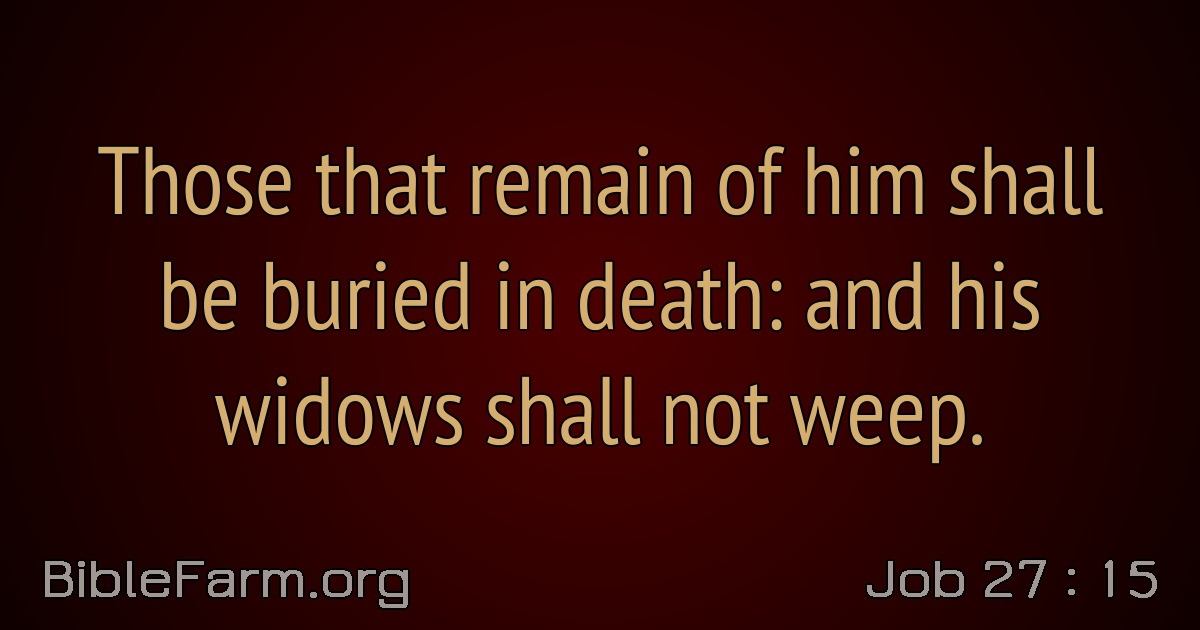 Those that remain of him shall
be buried in death: and his
widows shall not weep.
BibleFarm.org
Job 27 : 15